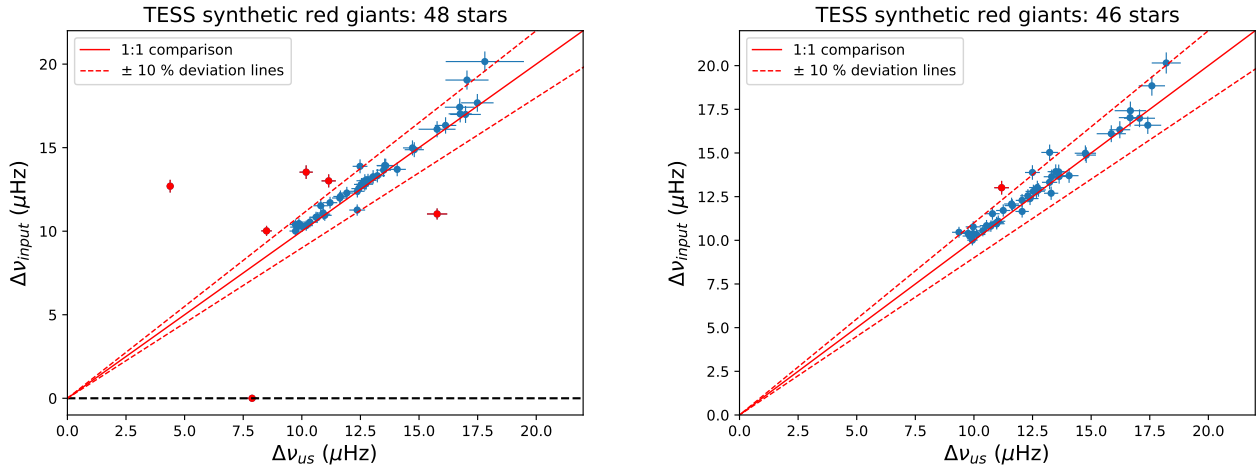 TESS synthetic red giants: 48 stars
1:1 comparison
± 10 % deviation lines
20
15
10
5
0
Δν_input (μHz)
0.0 2.5 5.0 7.5 10.0 12.5 15.0 17.5 20.0
Δν_us (μHz)
TESS synthetic red giants: 46 stars
1:1 comparison
± 10 % deviation lines
20.0
17.5
15.0
12.5
10.0
7.5
5.0
2.5
0.0
Δν_input (μHz)
0.0 2.5 5.0 7.5 10.0 12.5 15.0 17.5 20.0
Δν_us (μHz)